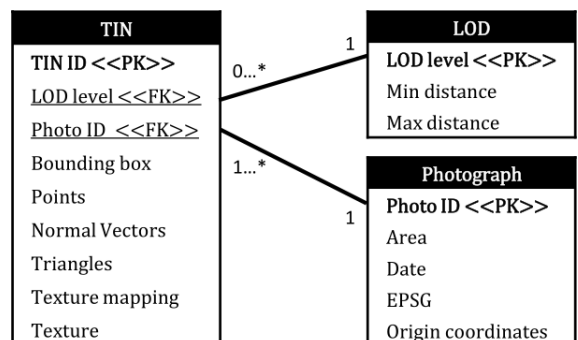 TIN
TIN ID <<PK>>
LOD level <<FK>>
Photo ID <<FK>>
Bounding box
Points
Normal Vectors
Triangles
Texture mapping
Texture
0...*
1
1...*
1
LOD
LOD level <<PK>>
Min distance
Max distance
Photograph
Photo ID <<PK>>
Area
Date
EPSG
Origin coordinates